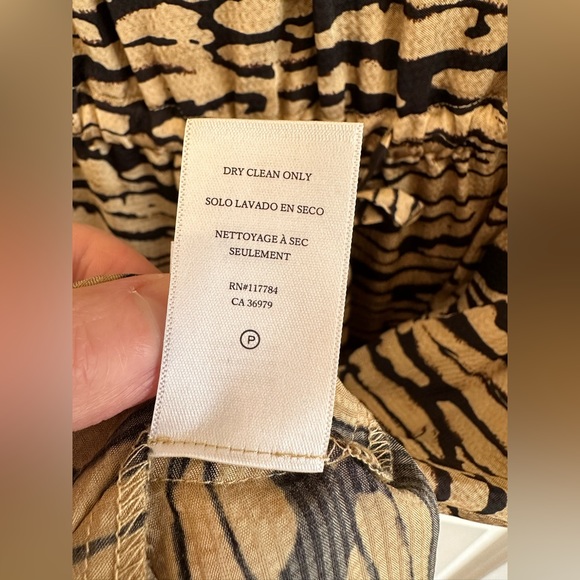 DRY CLEAN ONLY
SOLO LAVADO EN SECO
NETTOYAGE À SEC
SEULEMENT
RN#117784
CA 36979
P